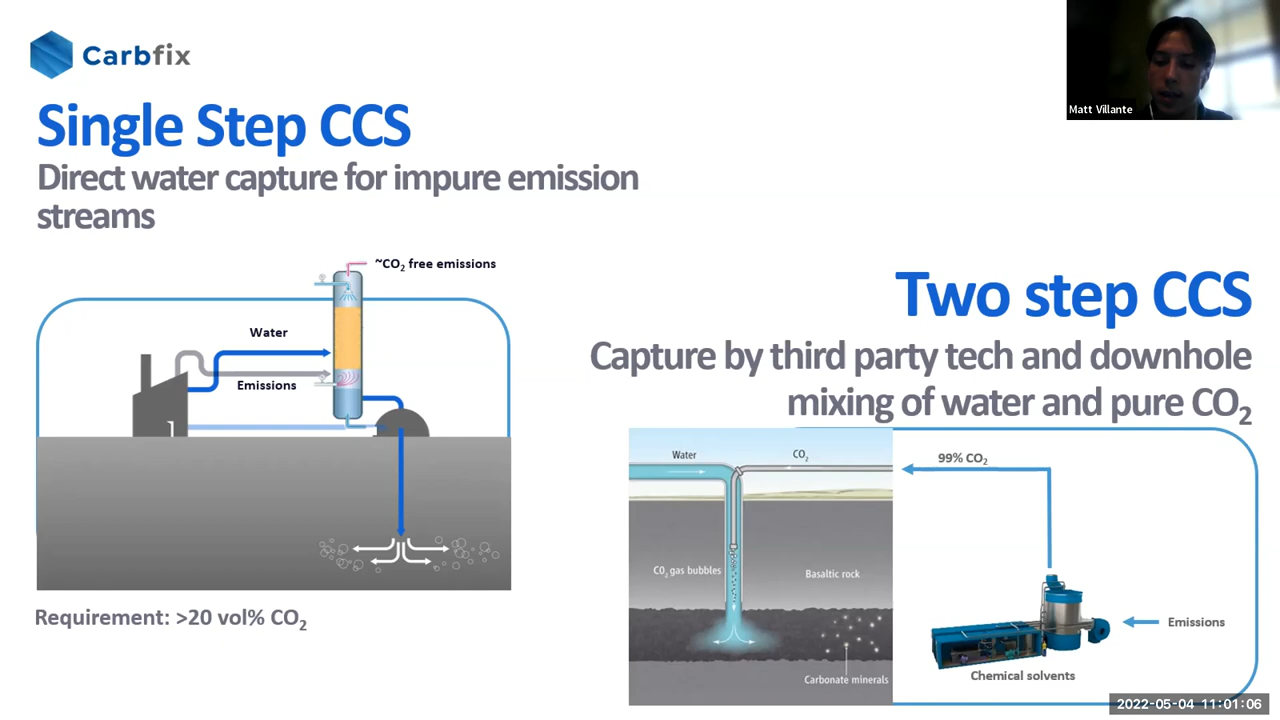 Carbfix
Matt Villante
Single Step CCS
Direct water capture for impure emission
streams
~CO₂ free emissions
Water
Emissions
Requirement: >20 vol% CO₂
Two step CCS
Capture by third party tech and downhole
mixing of water and pure CO₂
Water
CO₂
99% CO₂
CO₂ gas bubbles
Basaltic rock
Carbonate minerals
Emissions
Chemical solvents
2022-05-04 11:01:06